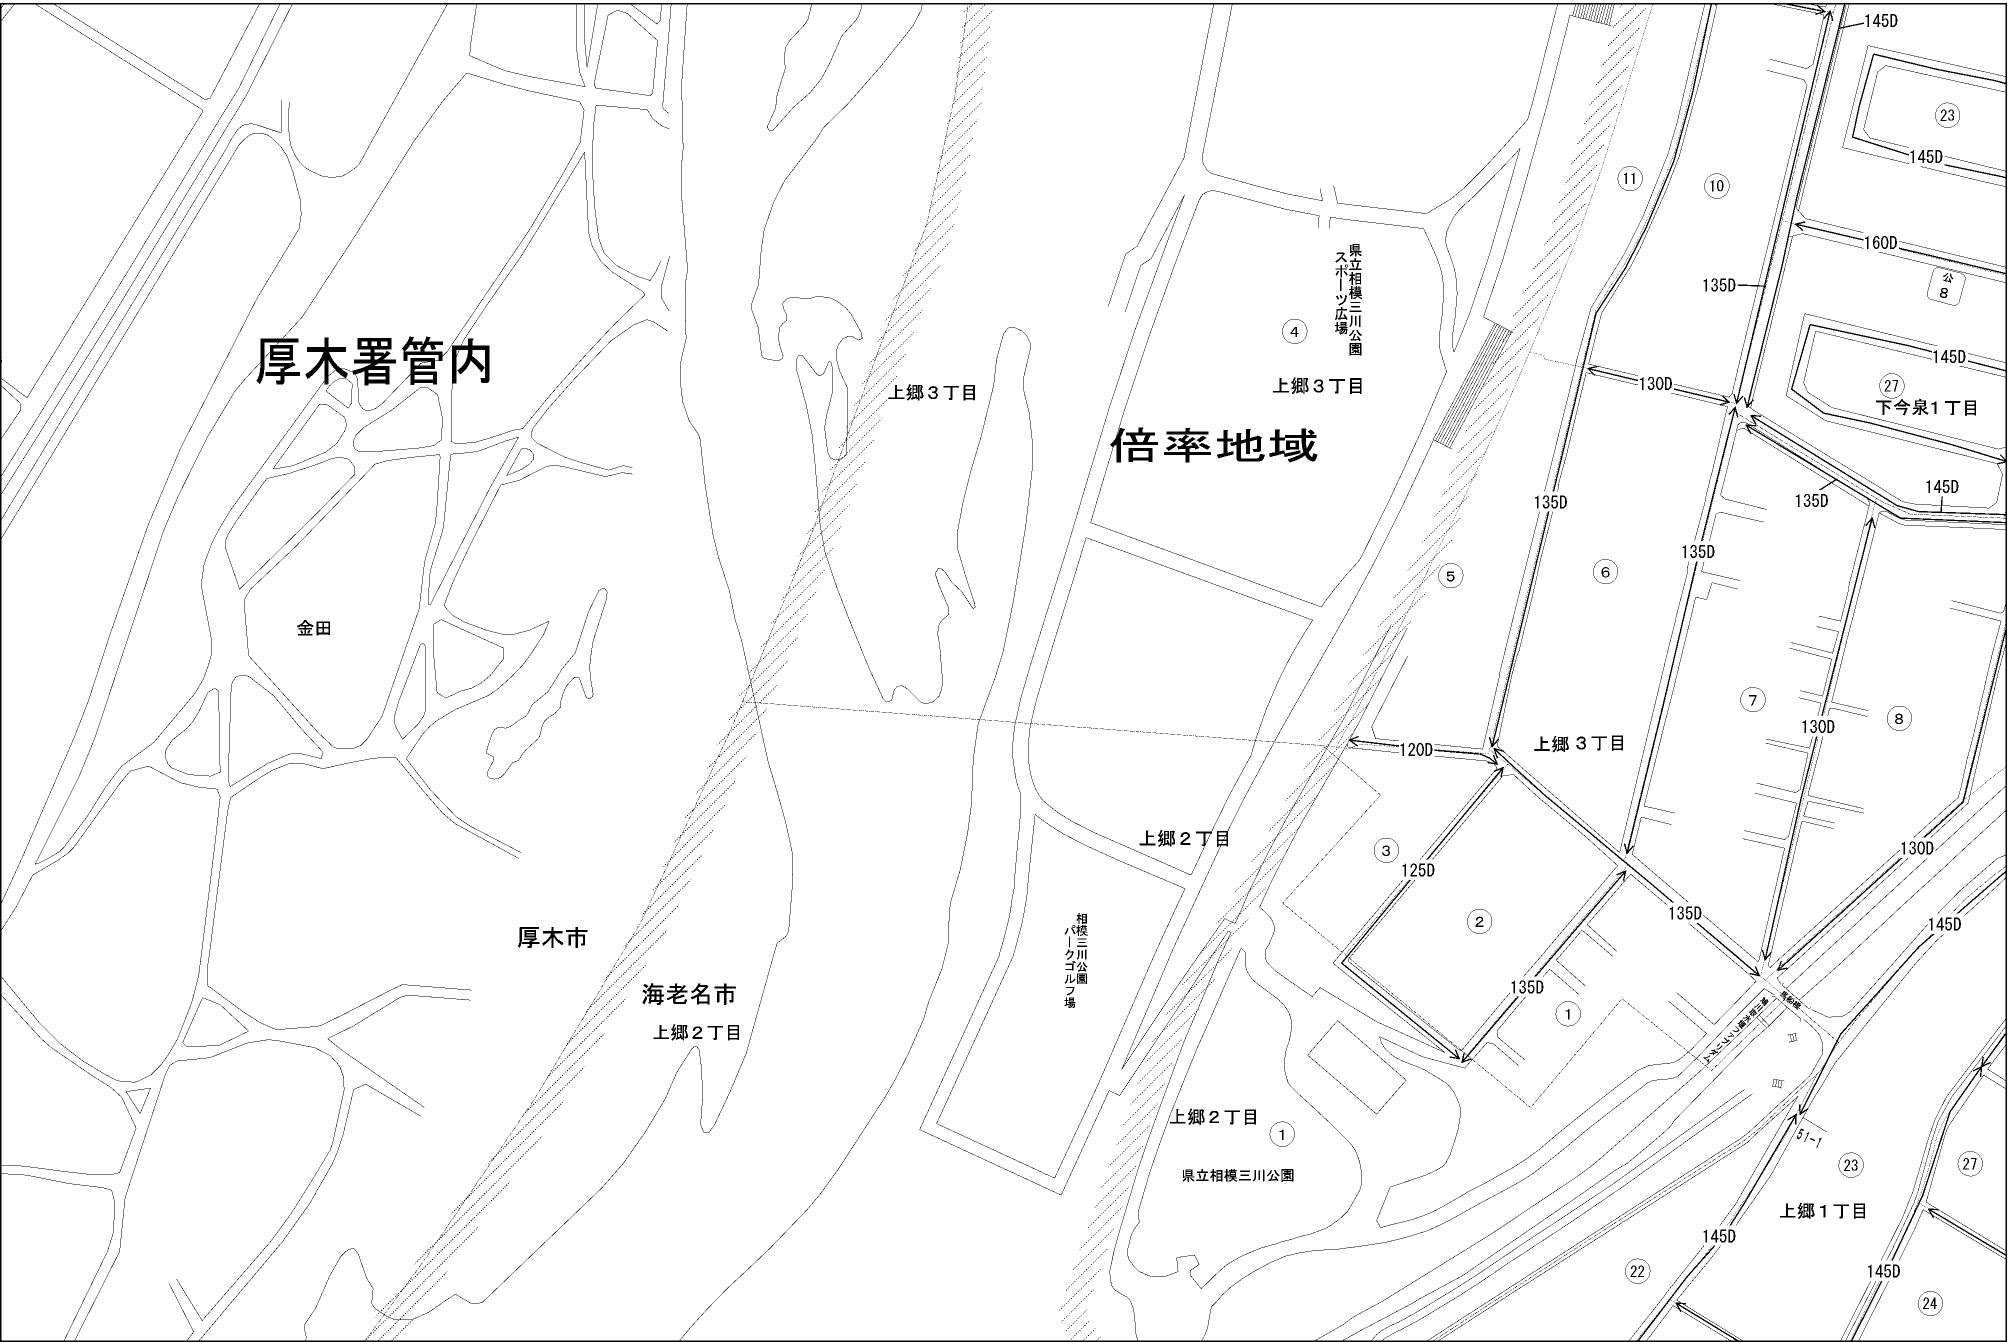 145D
23
145D
11
10
160D
135D
公
8
県立相模三川公園
スポーツ広場
4
厚木署管内
上郷３丁目
上郷３丁目
145D
130D
27
下今泉１丁目
倍率地域
135D
135D
145D
135D
5
6
金田
7
8
130D
上郷３丁目
120D
上郷２丁目
3
125D
130D
2
135D
145D
厚木市
相模三川公園
パークゴルフ場
135D
海老名市
1
上郷２丁目
上郷２丁目
1
51-1
23
27
県立相模三川公園
上郷１丁目
145D
22
145D
24